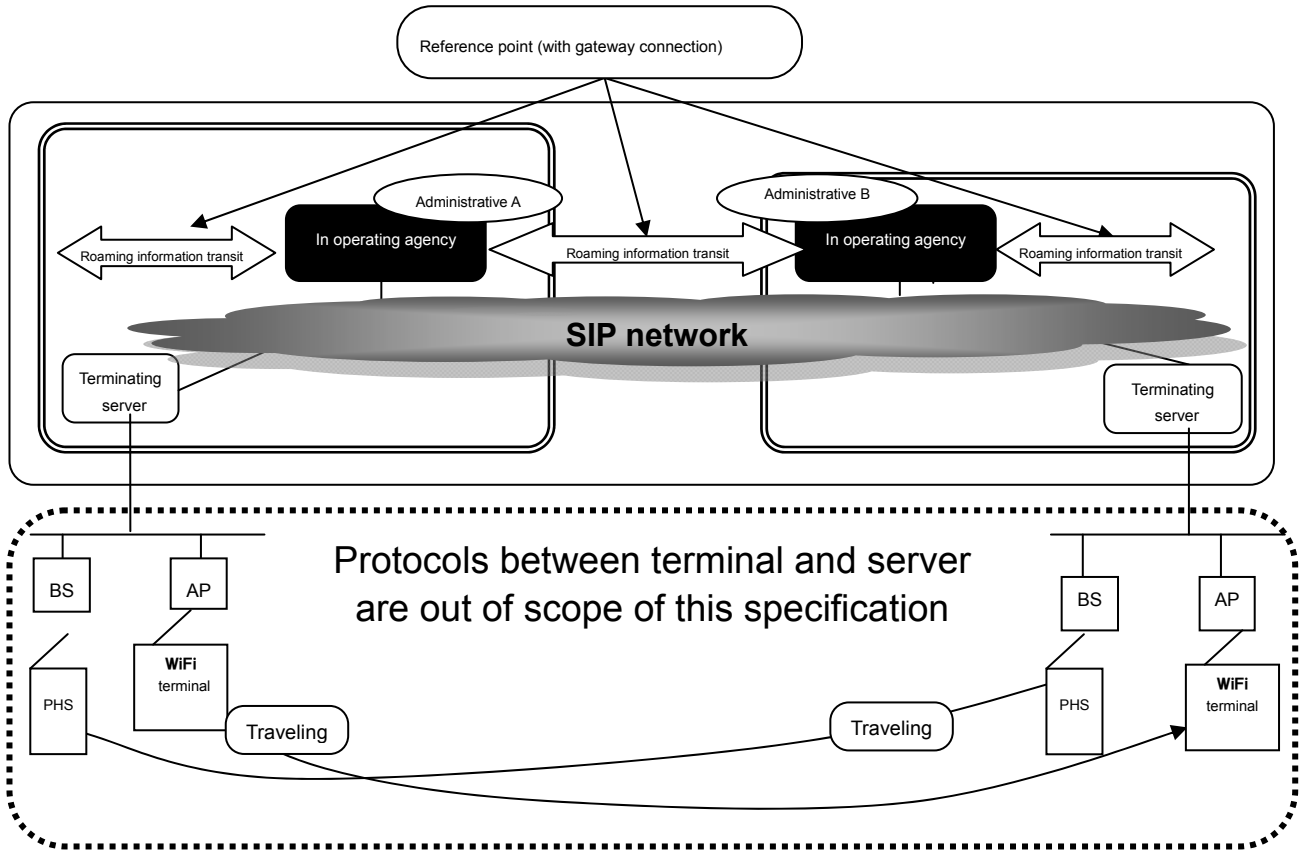 Reference point (with gateway connection)
Administrative A
Administrative B
In operating agency
In operating agency
Roaming information transit
Roaming information transit
Roaming information transit
SIP network
Terminating
server
Terminating
server
Protocols between terminal and server
are out of scope of this specification
BS
AP
BS
AP
WiFi
terminal
PHS
WiFi
terminal
PHS
Traveling
Traveling